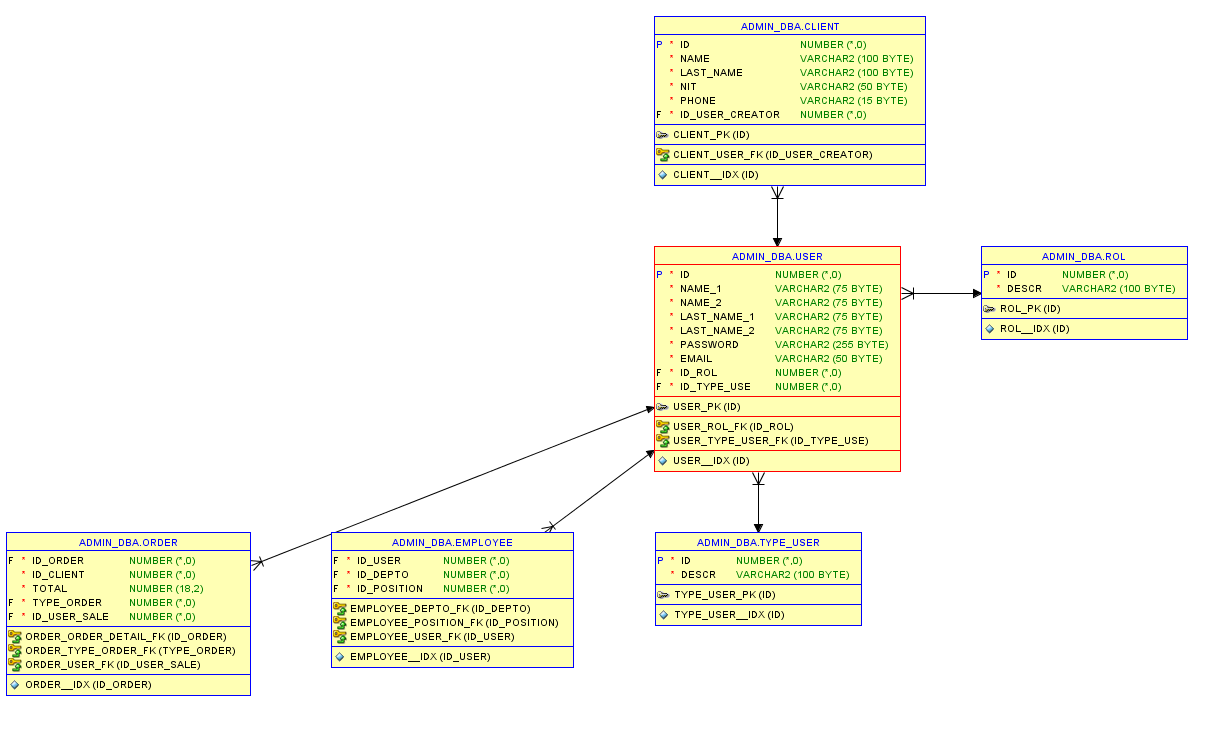 ADMIN_DBA.CLIENT
P * ID NUMBER (*,0)
* NAME VARCHAR2 (100 BYTE)
* LAST_NAME VARCHAR2 (100 BYTE)
* NIT VARCHAR2 (50 BYTE)
* PHONE VARCHAR2 (15 BYTE)
F * ID_USER_CREATOR NUMBER (*,0)
CLIENT_PK (ID)
CLIENT_USER_FK (ID_USER_CREATOR)
CLIENT__IDX (ID)
ADMIN_DBA.USER
P * ID NUMBER (*,0)
* NAME_1 VARCHAR2 (75 BYTE)
* NAME_2 VARCHAR2 (75 BYTE)
* LAST_NAME_1 VARCHAR2 (75 BYTE)
* LAST_NAME_2 VARCHAR2 (75 BYTE)
* PASSWORD VARCHAR2 (255 BYTE)
* EMAIL VARCHAR2 (50 BYTE)
F * ID_ROL NUMBER (*,0)
F * ID_TYPE_USE NUMBER (*,0)
USER_PK (ID)
USER_ROL_FK (ID_ROL)
USER_TYPE_USER_FK (ID_TYPE_USE)
USER__IDX (ID)
ADMIN_DBA.ROL
P * ID NUMBER (*,0)
* DESCR VARCHAR2 (100 BYTE)
ROL_PK (ID)
ROL__IDX (ID)
ADMIN_DBA.ORDER
F * ID_ORDER NUMBER (*,0)
* ID_CLIENT NUMBER (*,0)
* TOTAL NUMBER (18,2)
F * TYPE_ORDER NUMBER (*,0)
F * ID_USER_SALE NUMBER (*,0)
ORDER_ORDER_DETAIL_FK (ID_ORDER)
ORDER_TYPE_ORDER_FK (TYPE_ORDER)
ORDER_USER_FK (ID_USER_SALE)
ORDER__IDX (ID_ORDER)
ADMIN_DBA.EMPLOYEE
F * ID_USER NUMBER (*,0)
F * ID_DEPTO NUMBER (*,0)
F * ID_POSITION NUMBER (*,0)
EMPLOYEE_DEPTO_FK (ID_DEPTO)
EMPLOYEE_POSITION_FK (ID_POSITION)
EMPLOYEE_USER_FK (ID_USER)
EMPLOYEE__IDX (ID_USER)
ADMIN_DBA.TYPE_USER
P * ID NUMBER (*,0)
* DESCR VARCHAR2 (100 BYTE)
TYPE_USER_PK (ID)
TYPE_USER__IDX (ID)